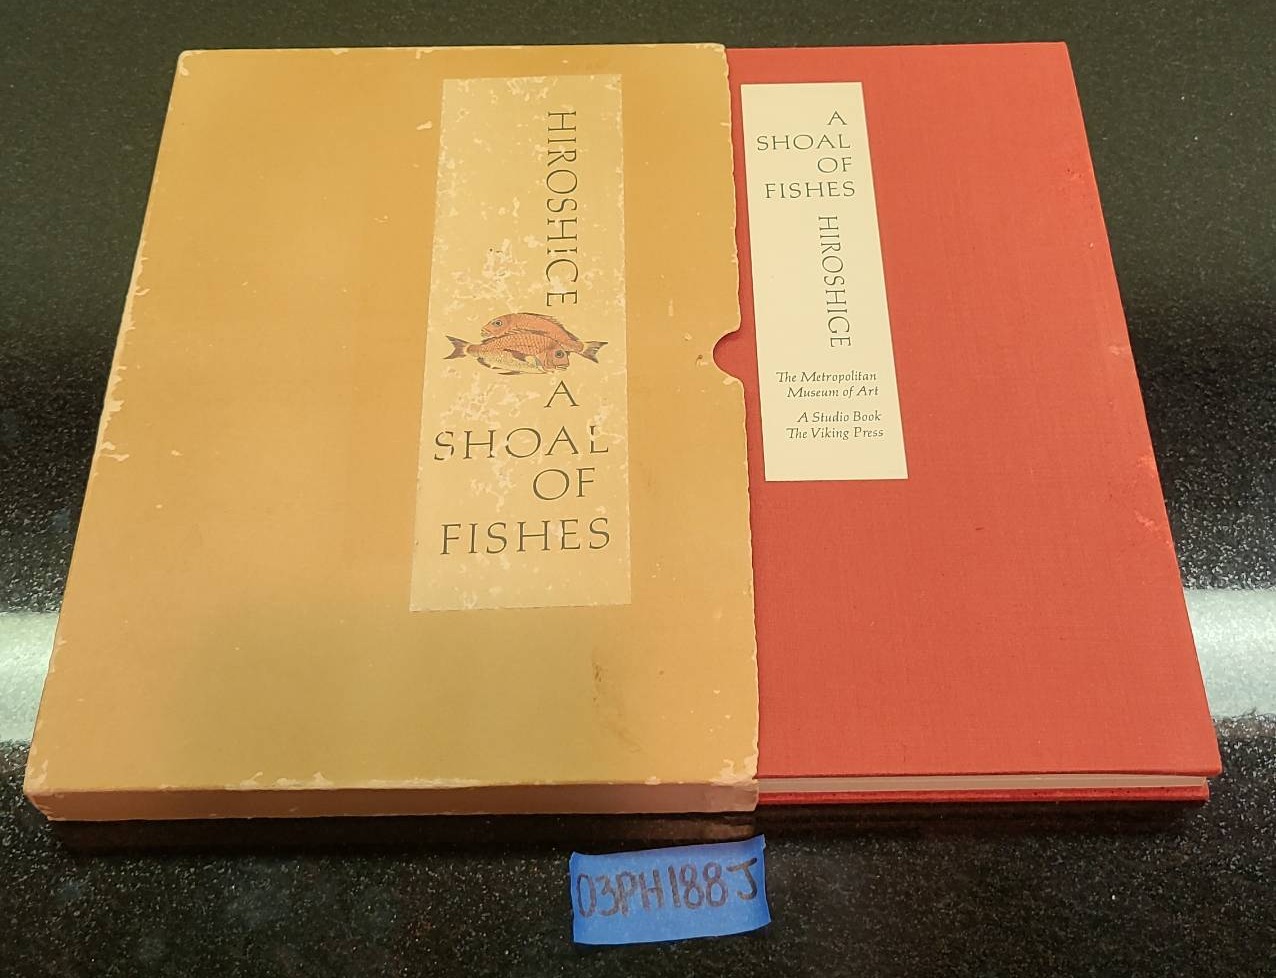 HIROSHIGE
A
SHOAL
OF
FISHES
A
SHOAL
OF
FISHES
HIROSHIGE
The Metropolitan
Museum of Art
A Studio Book
The Viking Press
03PH188J